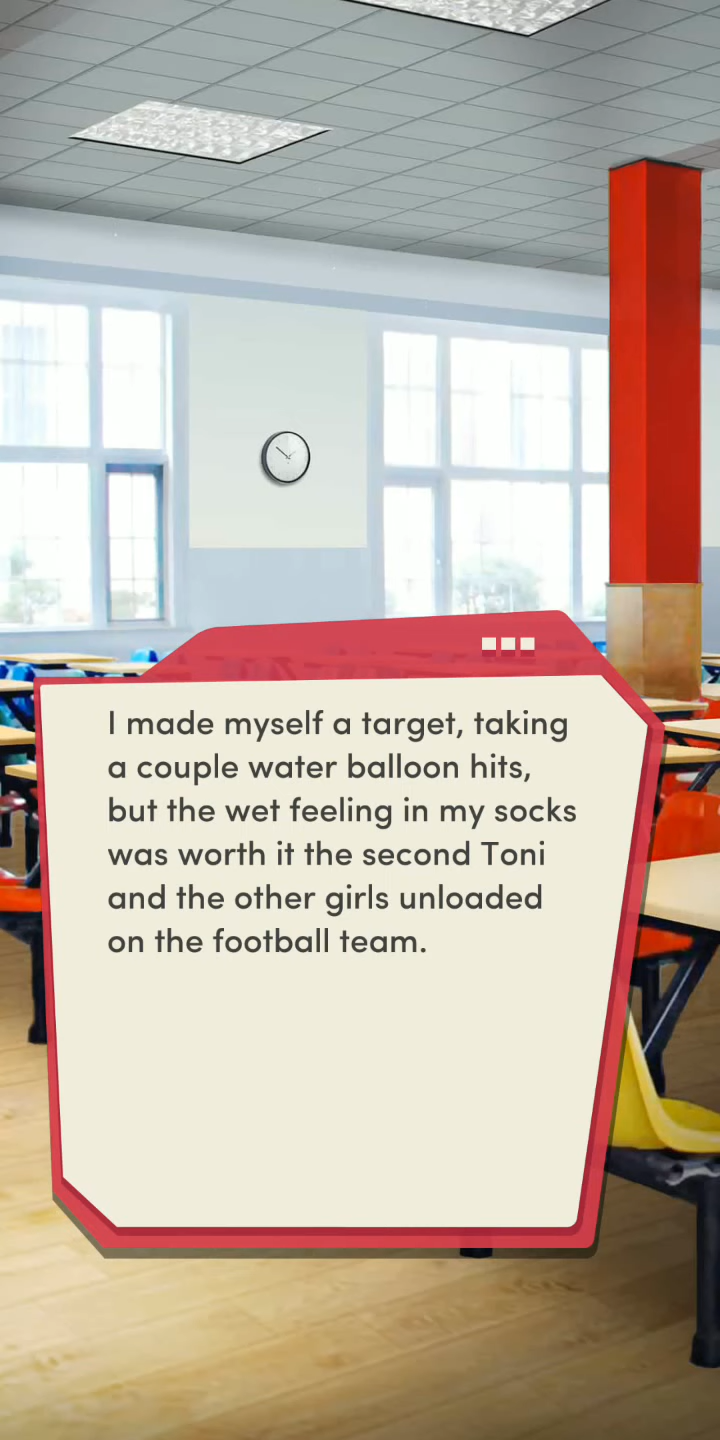 I made myself a target, taking
a couple water balloon hits,
but the wet feeling in my socks
was worth it the second Toni
and the other girls unloaded
on the football team.